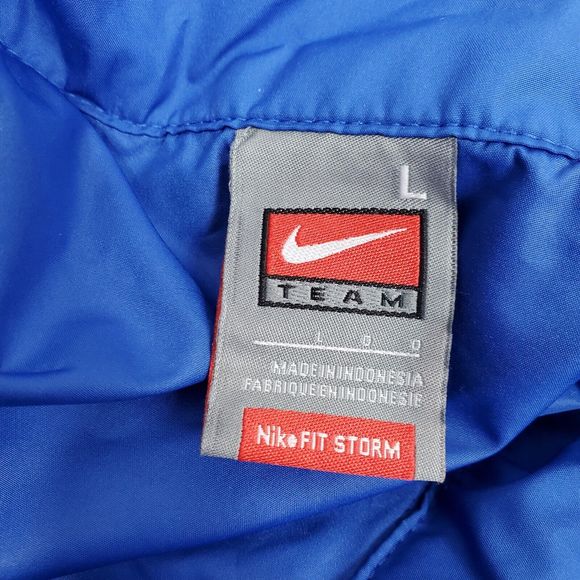 L
TEAM
L G G
MADE IN INDONESIA
FABRIQUE EN INDONESIE
Nike FIT STORM